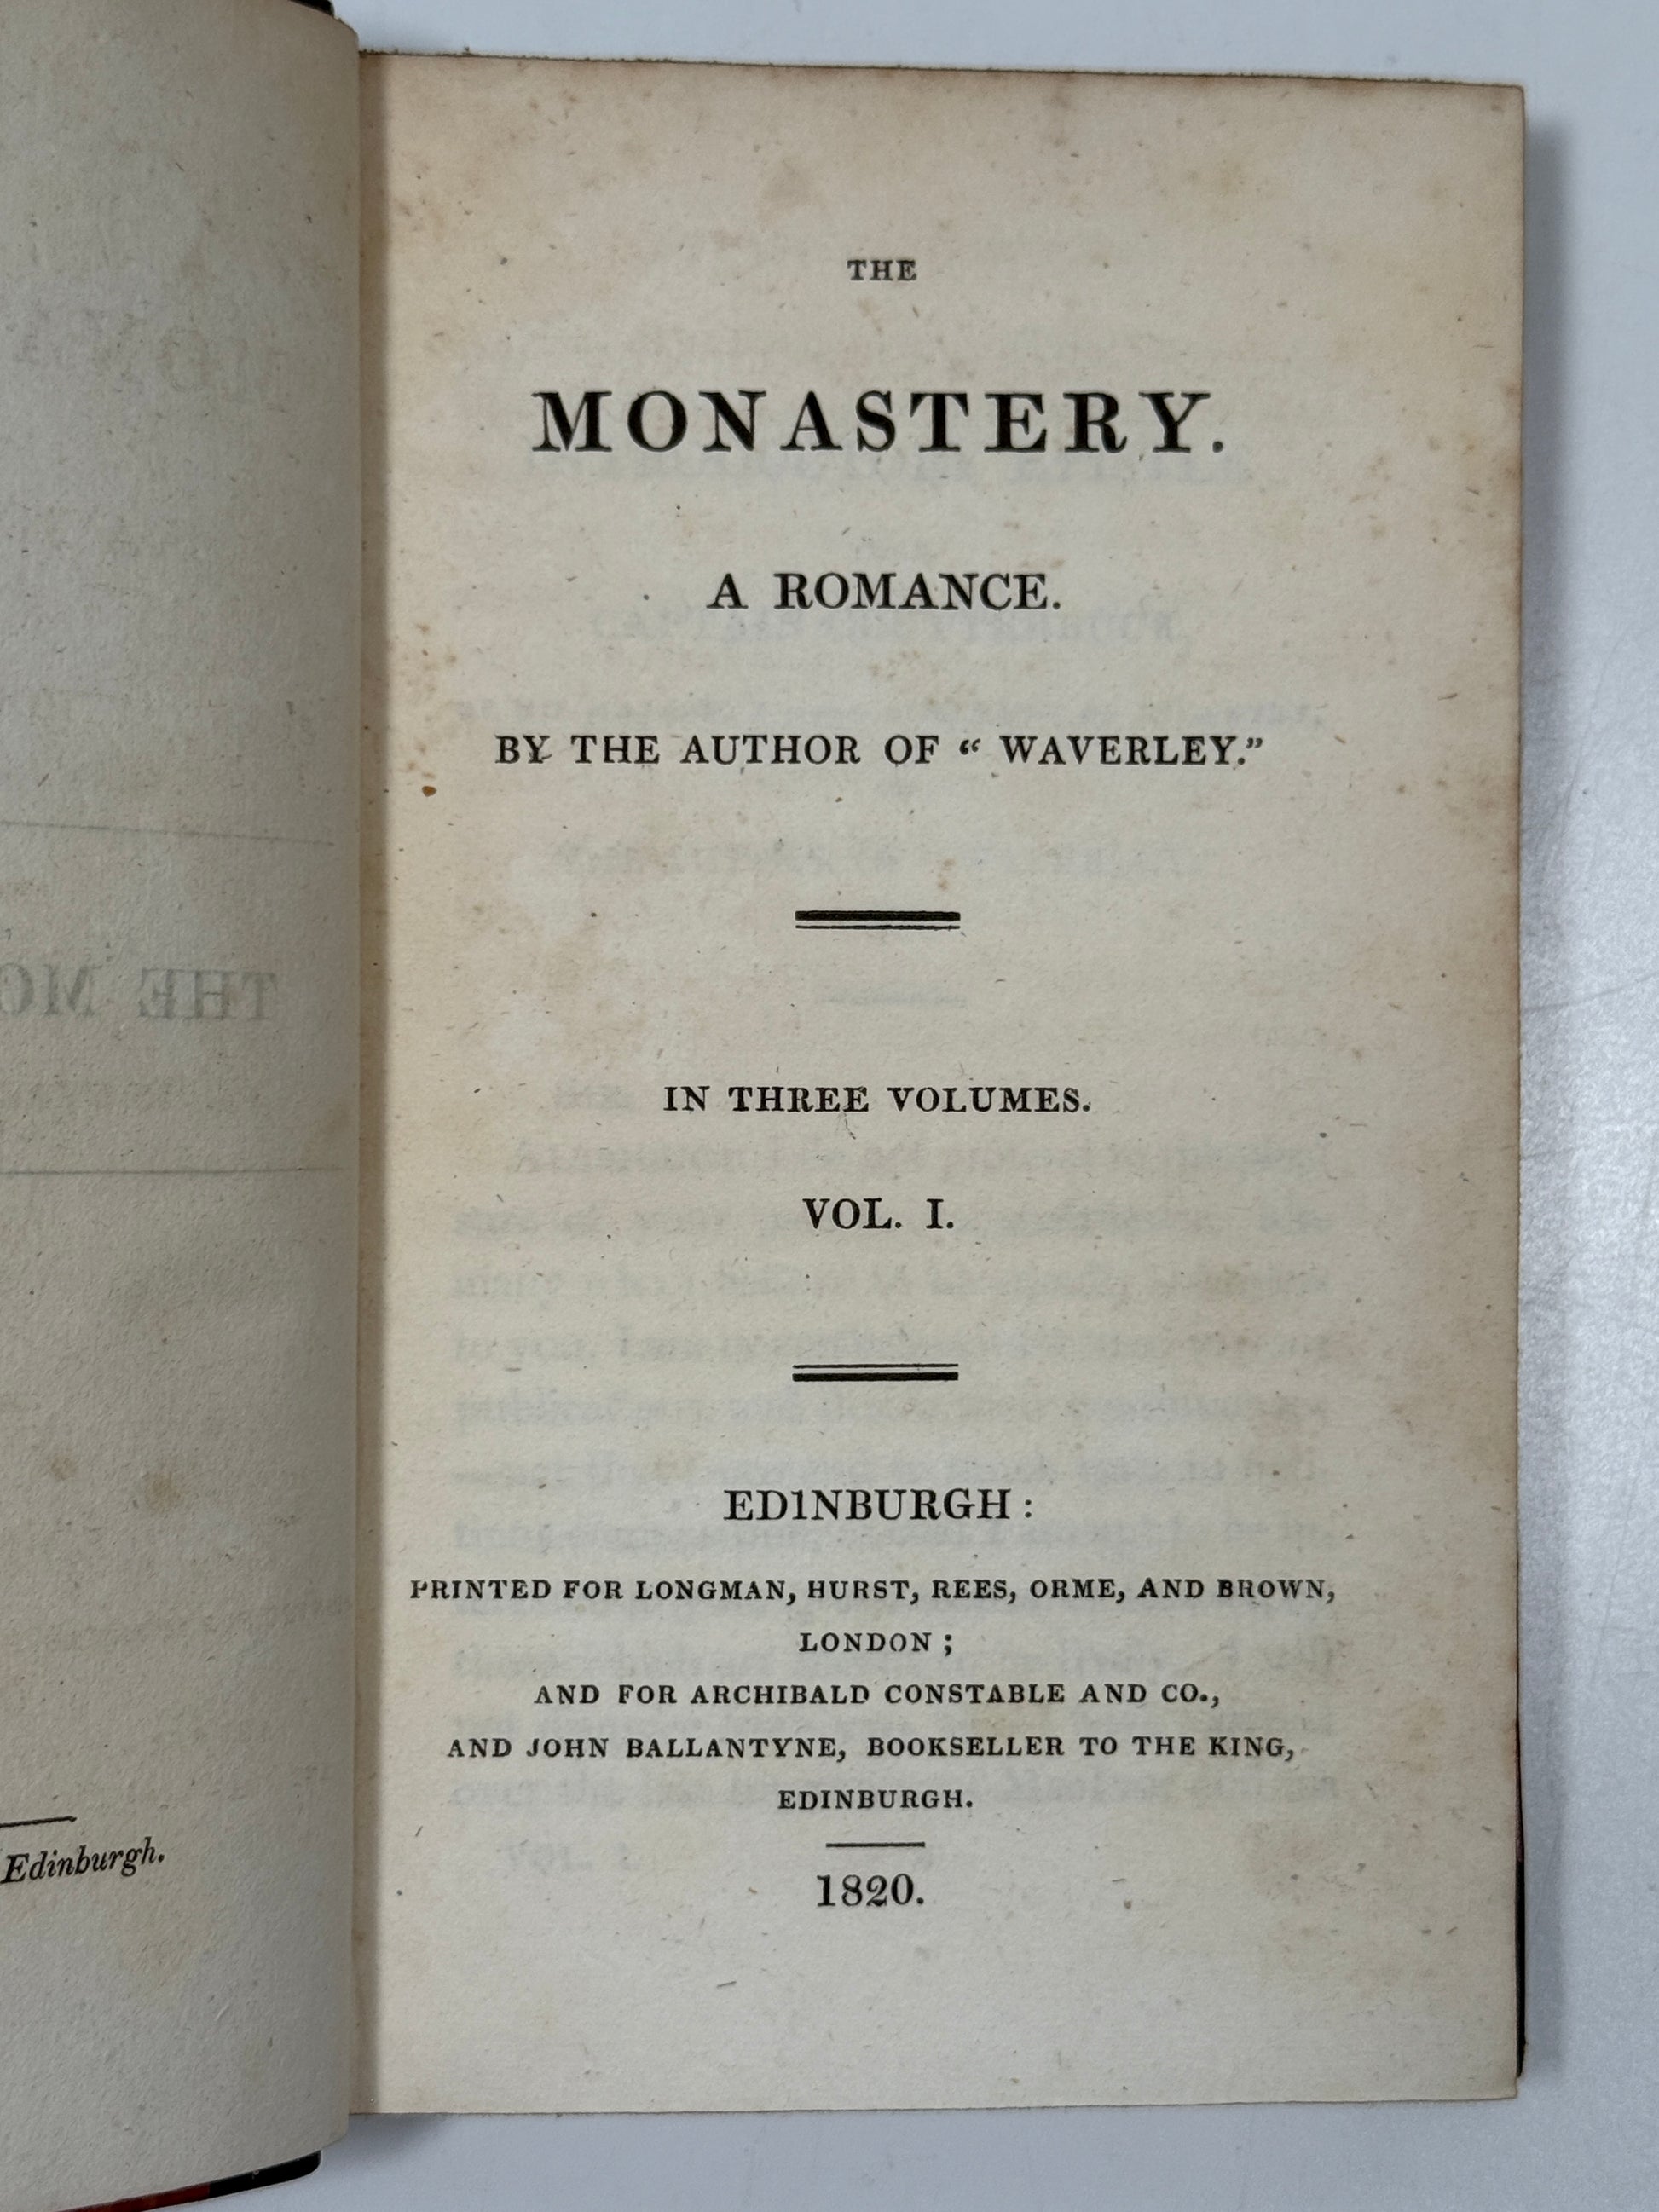 THE
MONASTERY.
A ROMANCE.
BY THE AUTHOR OF “ WAVERLEY.”
IN THREE VOLUMES.
VOL. I.
EDINBURGH :
PRINTED FOR LONGMAN, HURST, REES, ORME, AND BROWN,
LONDON ;
AND FOR ARCHIBALD CONSTABLE AND CO.,
AND JOHN BALLANTYNE, BOOKSELLER TO THE KING,
EDINBURGH.
1820.
THE MO
Edinburgh.